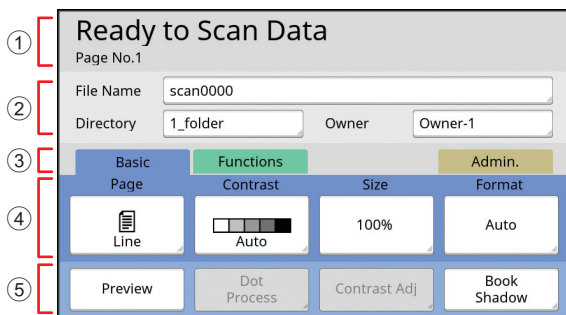 ① Ready to Scan Data
Page No.1
② File Name scan0000
Directory 1_folder Owner Owner-1
③ Basic Functions Admin.
④ Page Contrast Size Format
Line Auto 100% Auto
⑤ Preview Dot Process Contrast Adj Book Shadow